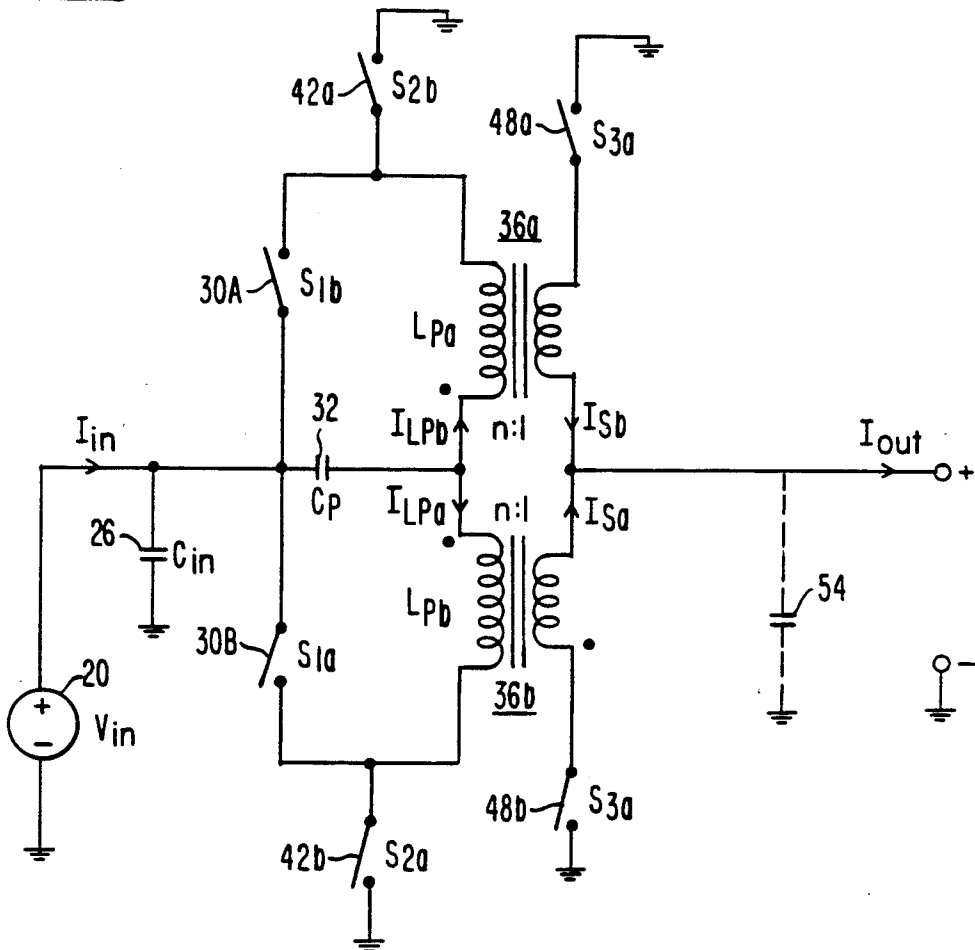 42a S2b
48a S3a
36a
30A S1b
LPa
32
Iin ILPb n:1 ISb Iout
+
CP ILPa n:1 ISa
26 Cin
54
LPb
30B S1a
20
+
− Vin
−
36b
48b S3a
42b S2a